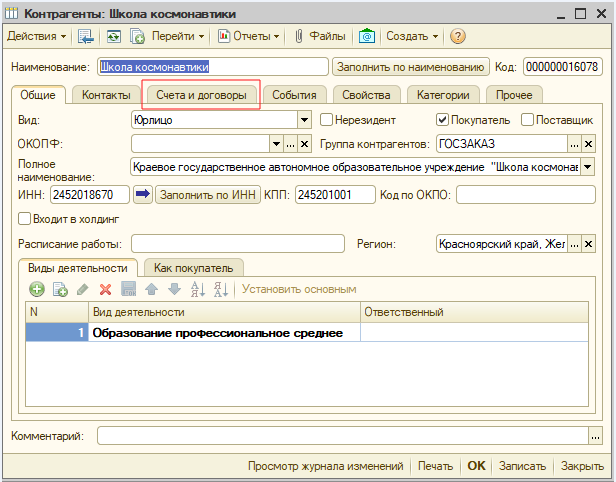 Контрагенты: Школа космонавтики
Действия Перейти Отчеты Файлы Создать ?
Наименование: Школа космонавтики Заполнить по наименованию Код: 000000016078
Общие Контакты Счета и договоры События Свойства Категории Прочее
Вид: Юрлицо Нерезидент Покупатель Поставщик
ОКОПФ: ... x Группа контрагентов: ГОСЗАКАЗ ... x
Полное
наименование: Краевое государственное автономное образовательное учреждение "Школа космонав
ИНН: 2452018670 Заполнить по ИНН КПП: 245201001 Код по ОКПО:
Входит в холдинг
Расписание работы: Регион: Красноярский край, Жел ... x
Виды деятельности Как покупатель
Установить основным
N Вид деятельности Ответственный
1 Образование профессиональное среднее
Комментарий: ...
Просмотр журнала изменений Печать OK Записать Закрыть